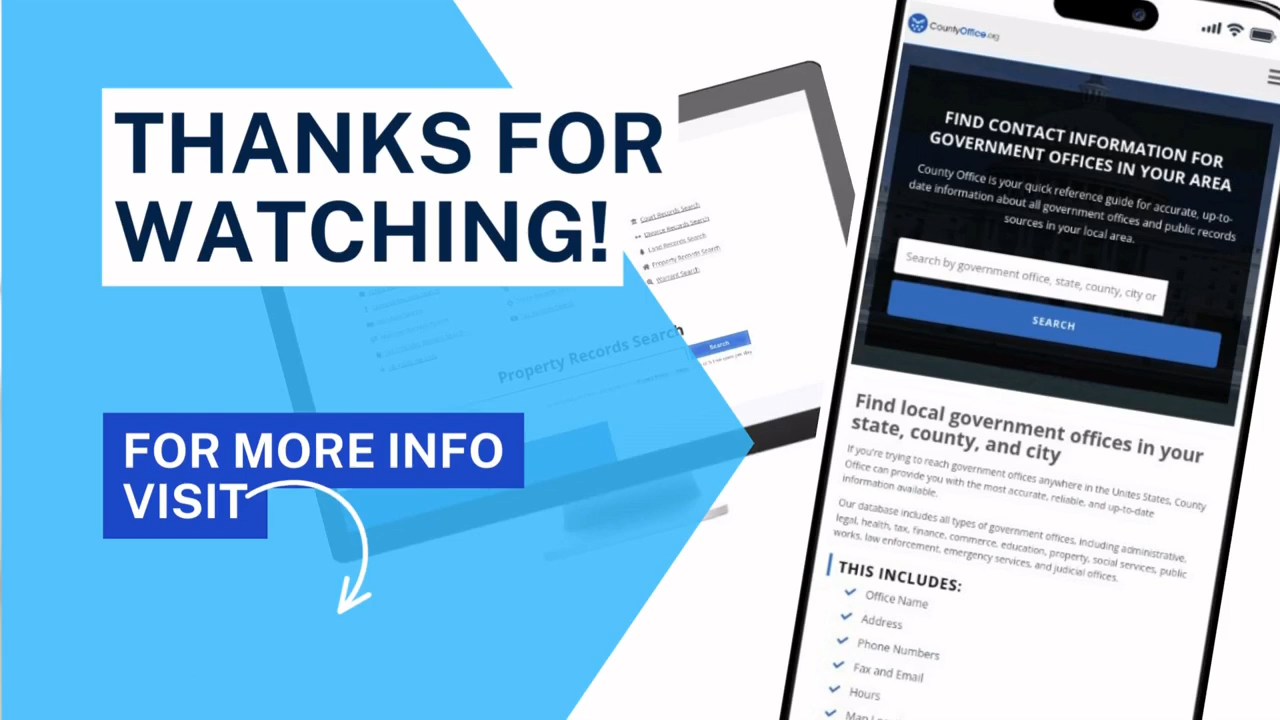 THANKS FOR
WATCHING!
FOR MORE INFO
VISIT
Court Records Search
Divorce Records Search
Land Records Search
Property Records Search
Warrant Search
Property Records Search
Search
CountyOffice.org
FIND CONTACT INFORMATION FOR
GOVERNMENT OFFICES IN YOUR AREA
County Office is your quick reference guide for accurate, up-to-
date information about all government offices and public records
sources in your local area.
Search by government office, state, county, city or
SEARCH
Find local government offices in your
state, county, and city
If you're trying to reach government offices anywhere in the Unites States, County
Office can provide you with the most accurate, reliable, and up-to-date
information available.
Our database includes all types of government offices, including administrative,
legal, health, tax, finance, commerce, education, property, social services, public
works, law enforcement, emergency services, and judicial offices.
THIS INCLUDES:
Office Name
Address
Phone Numbers
Fax and Email
Hours
Map